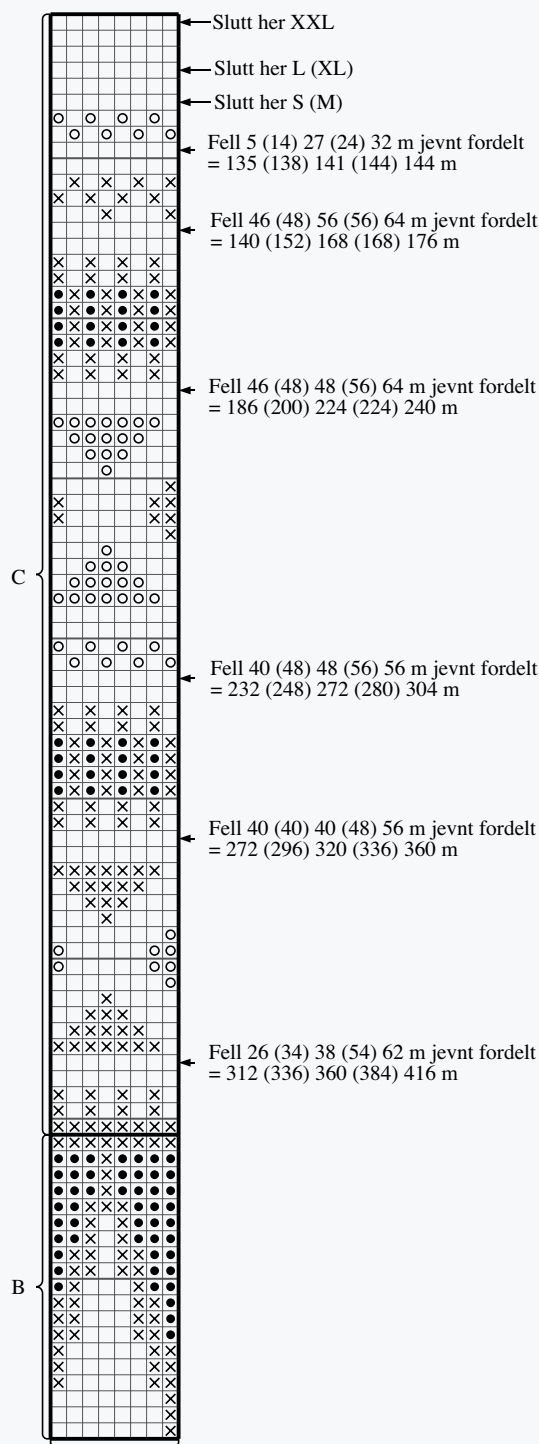 Slutt her XXL
Slutt her L (XL)
Slutt her S (M)
Fell 5 (14) 27 (24) 32 m jevnt fordelt
= 135 (138) 141 (144) 144 m
Fell 46 (48) 56 (56) 64 m jevnt fordelt
= 140 (152) 168 (168) 176 m
Fell 46 (48) 48 (56) 64 m jevnt fordelt
= 186 (200) 224 (224) 240 m
C
Fell 40 (48) 48 (56) 56 m jevnt fordelt
= 232 (248) 272 (280) 304 m
Fell 40 (40) 40 (48) 56 m jevnt fordelt
= 272 (296) 320 (336) 360 m
Fell 26 (34) 38 (54) 62 m jevnt fordelt
= 312 (336) 360 (384) 416 m
B